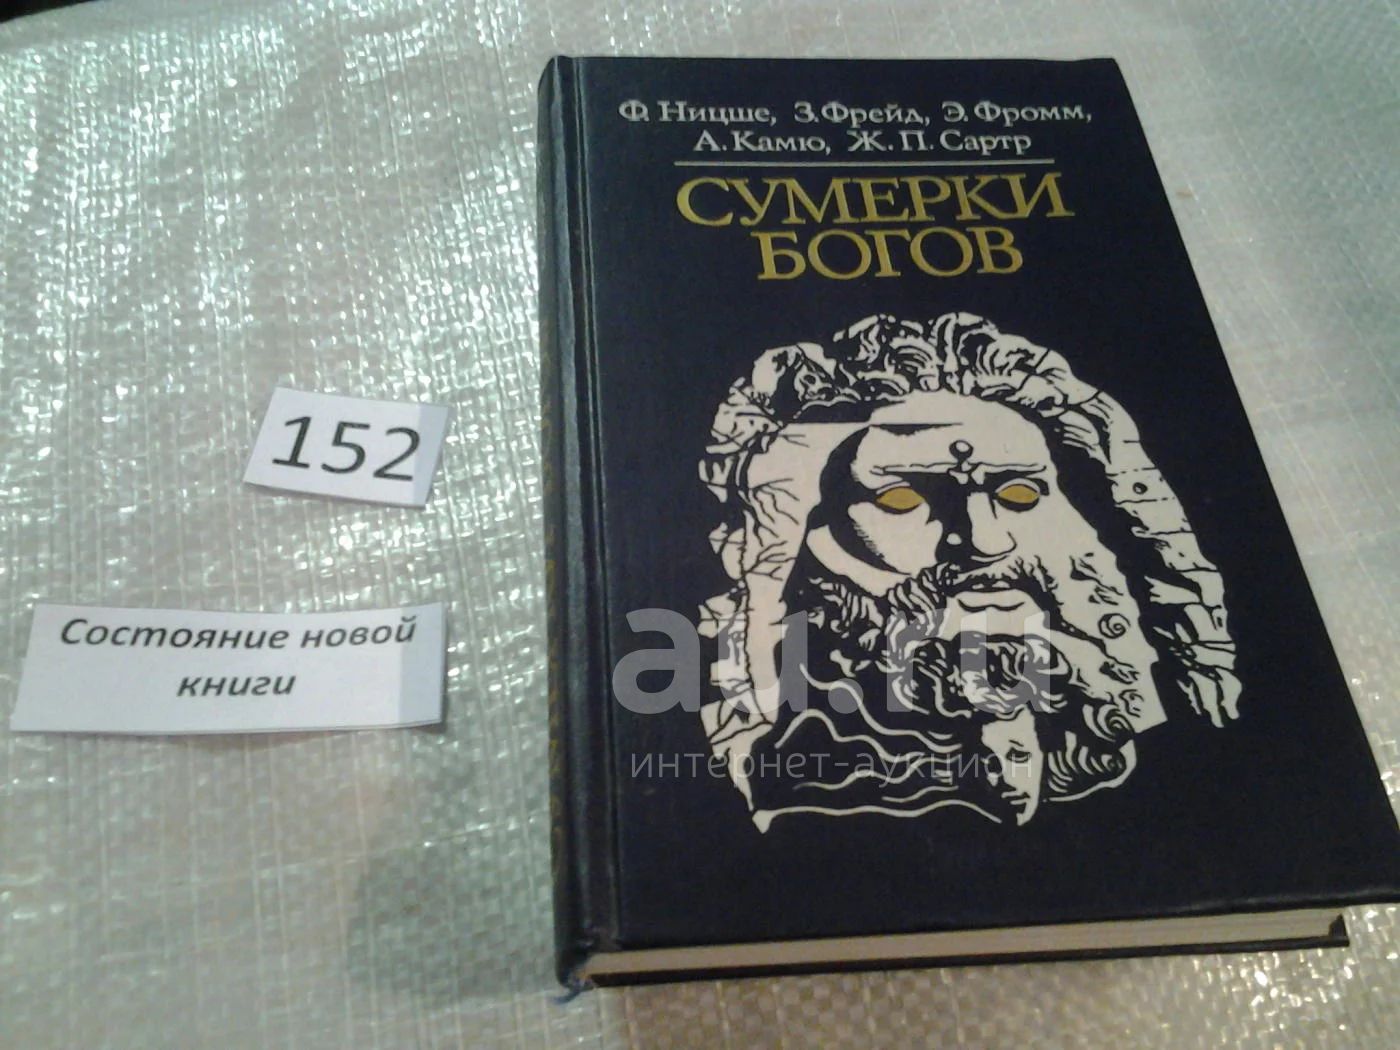 Ф. Ницше, З. Фрейд, Э. Фромм,
А. Камю, Ж. П. Сартр
СУМЕРКИ
БОГОВ
152
Состояние новой
книги
au.ru
интернет-аукцион